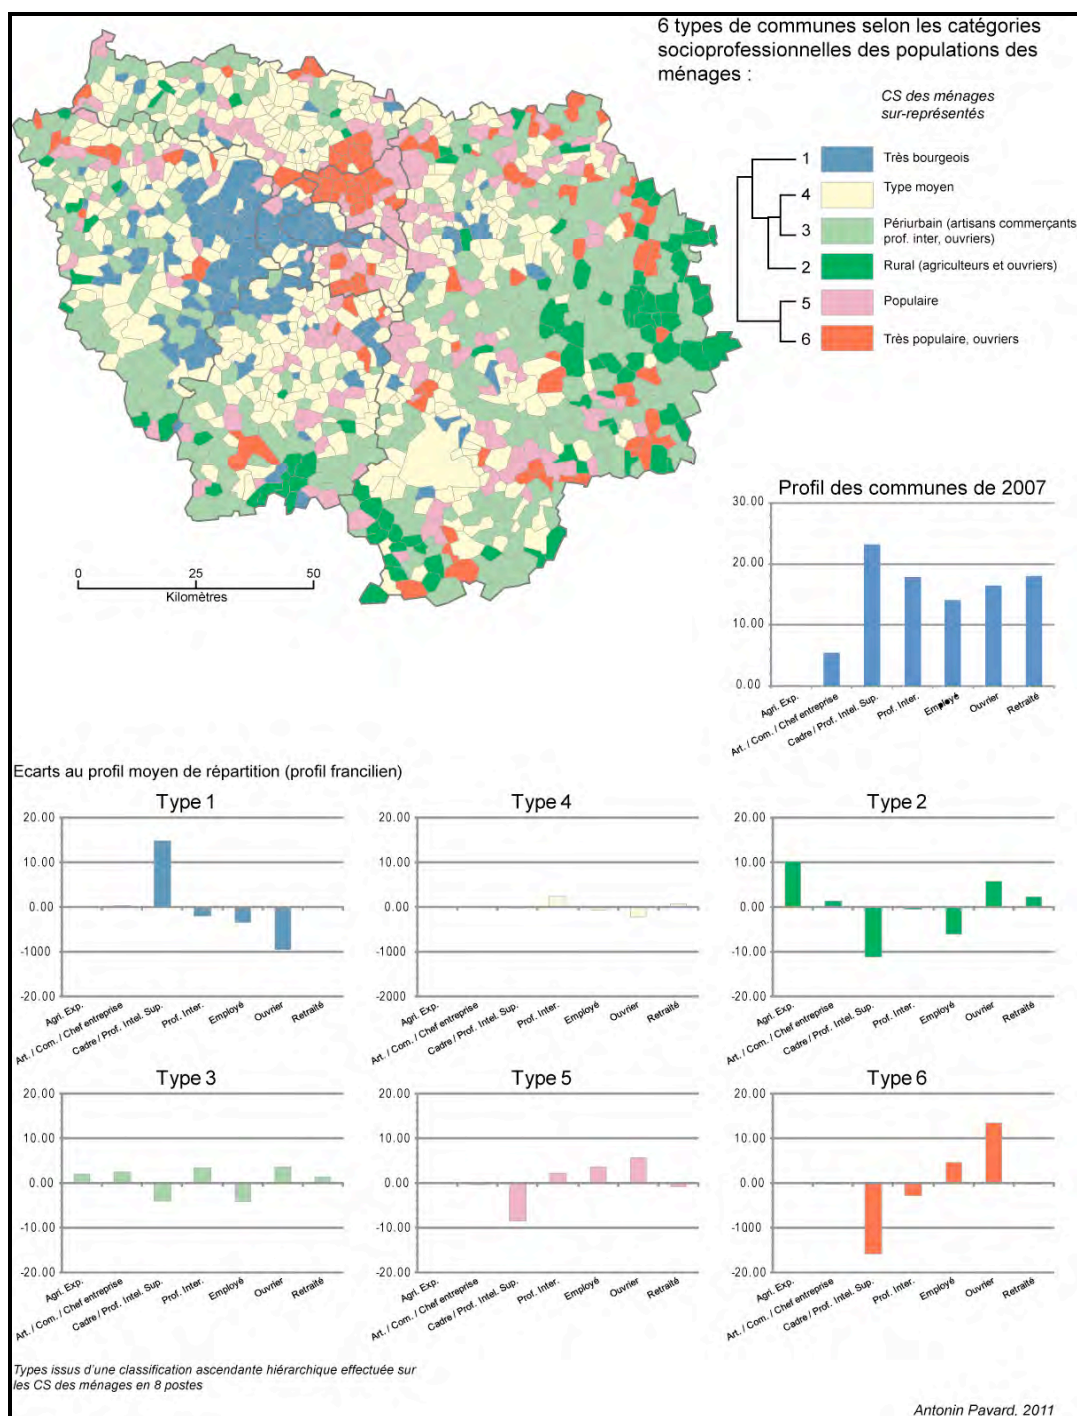 6 types de communes selon les catégories
socioprofessionnelles des populations des
ménages :
CS des ménages
sur-représentés
1 Très bourgeois
4 Type moyen
3 Périurbain (artisans commerçants
prof. inter, ouvriers)
2 Rural (agriculteurs et ouvriers)
5 Populaire
6 Très populaire, ouvriers
0 25 50
Kilomètres
Profil des communes de 2007
30.00
20.00
10.00
0.00
Agri. Exp.
Art. / Com. / Chef entreprise
Cadre / Prof. Intel. Sup.
Prof. Inter.
Employé
Ouvrier
Retraité
Ecarts au profil moyen de répartition (profil francilien)
Type 1
20.00
10.00
0.00
-1000
-20.00
Agri. Exp.
Art. / Com. / Chef entreprise
Cadre / Prof. Intel. Sup.
Prof. Inter.
Employé
Ouvrier
Retraité
Type 4
20.00
10.00
0.00
-1000
-2000
Agri. Exp.
Art. / Com. / Chef entreprise
Cadre / Prof. Intel. Sup.
Prof. Inter.
Employé
Ouvrier
Retraité
Type 2
20.00
10.00
0.00
-10.00
-20.00
Agri. Exp.
Art. / Com. / Chef entreprise
Cadre / Prof. Intel. Sup.
Prof. Inter.
Employé
Ouvrier
Retraité
Type 3
20.00
10.00
0.00
-10.00
-20.00
Agri. Exp.
Art. / Com. / Chef entreprise
Cadre / Prof. Intel. Sup.
Prof. Inter.
Employé
Ouvrier
Retraité
Type 5
20.00
10.00
0.00
-10.00
-20.00
Agri. Exp.
Art. / Com. / Chef entreprise
Cadre / Prof. Intel. Sup.
Prof. Inter.
Employé
Ouvrier
Retraité
Type 6
20.00
10.00
0.00
-1000
-20.00
Agri. Exp.
Art. / Com. / Chef entreprise
Cadre / Prof. Intel. Sup.
Prof. Inter.
Employé
Ouvrier
Retraité
Types issus d'une classification ascendante hiérarchique effectuée sur
les CS des ménages en 8 postes
Antonin Pavard, 2011